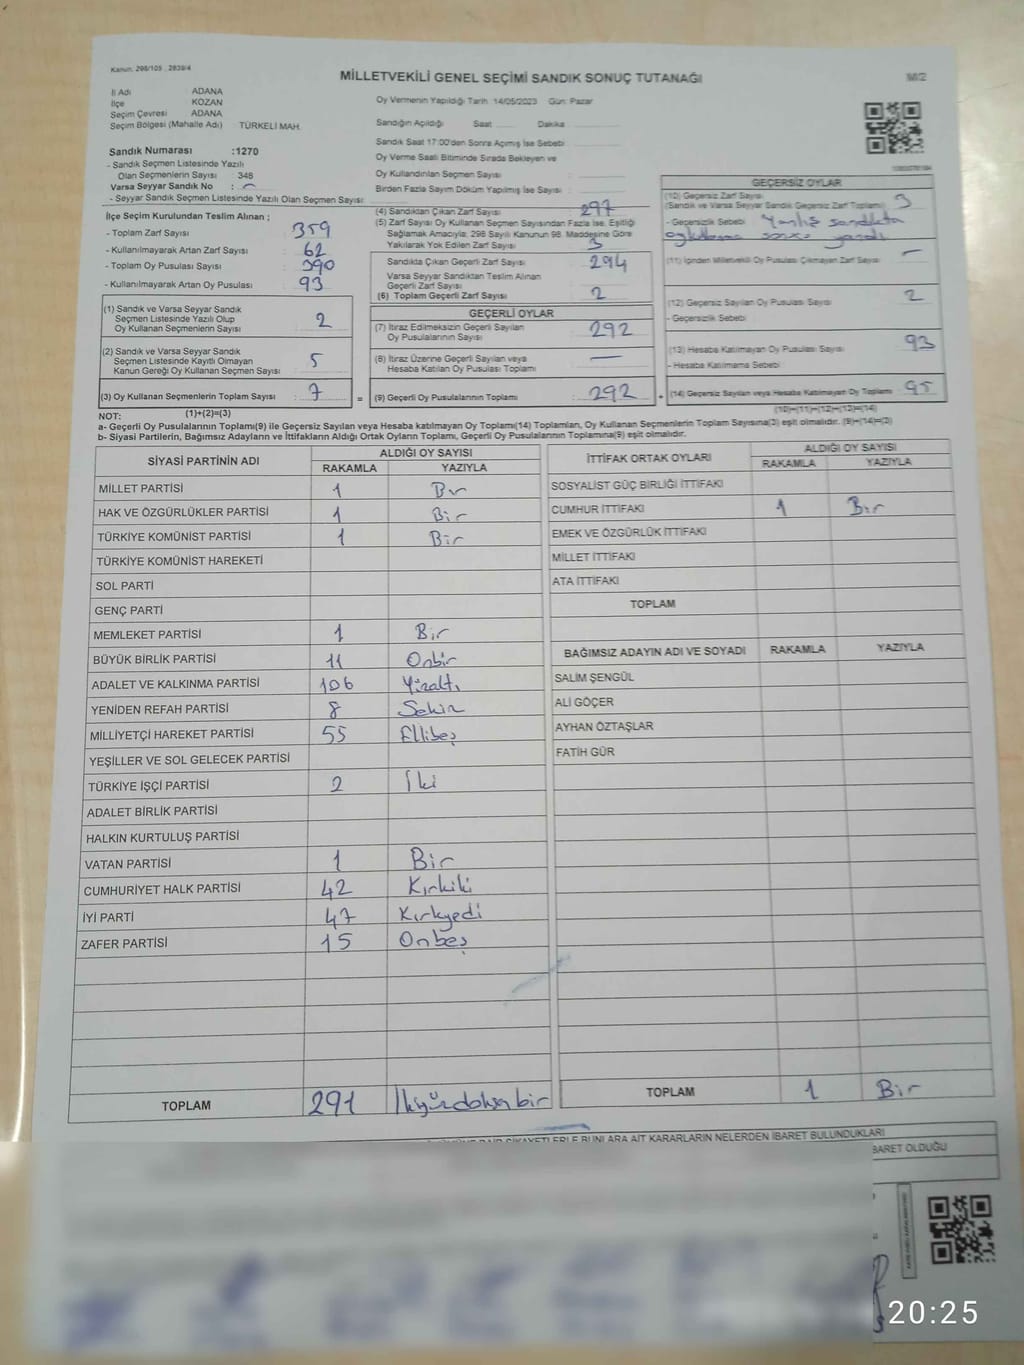 Kanun: 298/105 , 2839/4
MİLLETVEKİLİ GENEL SEÇİMİ SANDIK SONUÇ TUTANAĞI
M/2
İl Adı ADANA
İlçe KOZAN
Seçim Çevresi ADANA
Seçim Bölgesi (Mahalle Adı) TÜRKELİ MAH.
Sandık Numarası :1270
- Sandık Seçmen Listesinde Yazılı
Olan Seçmenlerin Sayısı : 348
Varsa Seyyar Sandık No :
- Seyyar Sandık Seçmen Listesinde Yazılı Olan Seçmen Sayısı
Oy Vermenin Yapıldığı Tarih: 14/05/2023 Gün: Pazar
Sandığın Açıldığı Saat Dakika
Sandık Saat 17:00'den Sonra Açılmış İse Sebebi
Oy Verme Saati Bitiminde Sırada Bekleyen ve
Oy Kullandırılan Seçmen Sayısı
Birden Fazla Sayım Döküm Yapılmış İse Sayısı
İlçe Seçim Kurulundan Teslim Alınan ;
- Toplam Zarf Sayısı : 359
- Kullanılmayarak Artan Zarf Sayısı : 62
- Toplam Oy Pusulası Sayısı : 390
- Kullanılmayarak Artan Oy Pusulası : 93
(1) Sandık ve Varsa Seyyar Sandık
Seçmen Listesinde Yazılı Olup
Oy Kullanan Seçmenlerin Sayısı : 2
(2) Sandık ve Varsa Seyyar Sandık
Seçmen Listesinde Kayıtlı Olmayan
Kanun Gereği Oy Kullanan Seçmen Sayısı : 5
(3) Oy Kullanan Seçmenlerin Toplam Sayısı : 7 =
(4) Sandıktan Çıkan Zarf Sayısı : 297
(5) Zarf Sayısı Oy Kullanan Seçmen Sayısından Fazla İse, Eşitliği
Sağlamak Amacıyla, 298 Sayılı Kanunun 98. Maddesine Göre
Yakılarak Yok Edilen Zarf Sayısı 3
Sandıkta Çıkan Geçerli Zarf Sayısı : 294
Varsa Seyyar Sandıktan Teslim Alınan
Geçerli Zarf Sayısı
(6) Toplam Geçerli Zarf Sayısı : 2
GEÇERLİ OYLAR
(7) İtiraz Edilmeksizin Geçerli Sayılan
Oy Pusulalarının Sayısı : 292
(8) İtiraz Üzerine Geçerli Sayılan veya
Hesaba Katılan Oy Pusulası Toplamı : —
(9) Geçerli Oy Pusulalarının Toplamı : 292 +
GEÇERSİZ OYLAR
(10) Geçersiz Zarf Sayısı
(Sandık ve Varsa Seyyar Sandık Geçersiz Zarf Toplamı) : 3
- Geçersizlik Sebebi Yanlış sandıkta
(11) İçinden Milletvekili Oy Pusulası Çıkmayan Zarf Sayısı : —
(12) Geçersiz Sayılan Oy Pusulası Sayısı : 2
- Geçersizlik Sebebi
(13) Hesaba Katılmayan Oy Pusulası Sayısı : 93
- Hesaba Katılmama Sebebi
(14) Geçersiz Sayılan veya Hesaba Katılmayan Oy Toplamı : 95
(10)+(11)+(12)+(13)=(14)
NOT: (1)+(2)=(3)
a- Geçerli Oy Pusulalarının Toplamı(9) ile Geçersiz Sayılan veya Hesaba katılmayan Oy Toplamı(14) Toplamları, Oy Kullanan Seçmenlerin Toplam Sayısına(3) eşit olmalıdır. (9)+(14)=(3)
b- Siyasi Partilerin, Bağımsız Adayların ve İttifakların Aldığı Ortak Oyların Toplamı, Geçerli Oy Pusulalarının Toplamına(9) eşit olmalıdır.
SİYASİ PARTİNİN ADI ALDIĞI OY SAYISI
RAKAMLA YAZIYLA
MİLLET PARTİSİ 1 Bir
HAK VE ÖZGÜRLÜKLER PARTİSİ 1 Bir
TÜRKİYE KOMÜNİST PARTİSİ 1 Bir
TÜRKİYE KOMÜNİST HAREKETİ
SOL PARTİ
GENÇ PARTİ
MEMLEKET PARTİSİ 1 Bir
BÜYÜK BİRLİK PARTİSİ 11 Onbir
ADALET VE KALKINMA PARTİSİ 106 Yüzaltı
YENİDEN REFAH PARTİSİ 8 Sekiz
MİLLİYETÇİ HAREKET PARTİSİ 55 Ellibeş
YEŞİLLER VE SOL GELECEK PARTİSİ
TÜRKİYE İŞÇİ PARTİSİ 2 İki
ADALET BİRLİK PARTİSİ
HALKIN KURTULUŞ PARTİSİ
VATAN PARTİSİ 1 Bir
CUMHURİYET HALK PARTİSİ 42 Kırkiki
İYİ PARTİ 47 Kırkyedi
ZAFER PARTİSİ 15 Onbeş
TOPLAM 291 İkiyüzdoksanbir
İTTİFAK ORTAK OYLARI ALDIĞI OY SAYISI
RAKAMLA YAZIYLA
SOSYALİST GÜÇ BİRLİĞİ İTTİFAKI
CUMHUR İTTİFAKI 1 Bir
EMEK VE ÖZGÜRLÜK İTTİFAKI
MİLLET İTTİFAKI
ATA İTTİFAKI
TOPLAM
BAĞIMSIZ ADAYIN ADI VE SOYADI RAKAMLA YAZIYLA
SALİM ŞENGÜL
ALİ GÖÇER
AYHAN ÖZTAŞLAR
FATİH GÜR
TOPLAM 1 Bir
ŞİKAYETLERLE BUNLARA AİT KARARLARIN NELERDEN İBARET BULUNDUKLARI
İBARET OLDUĞU
20:25